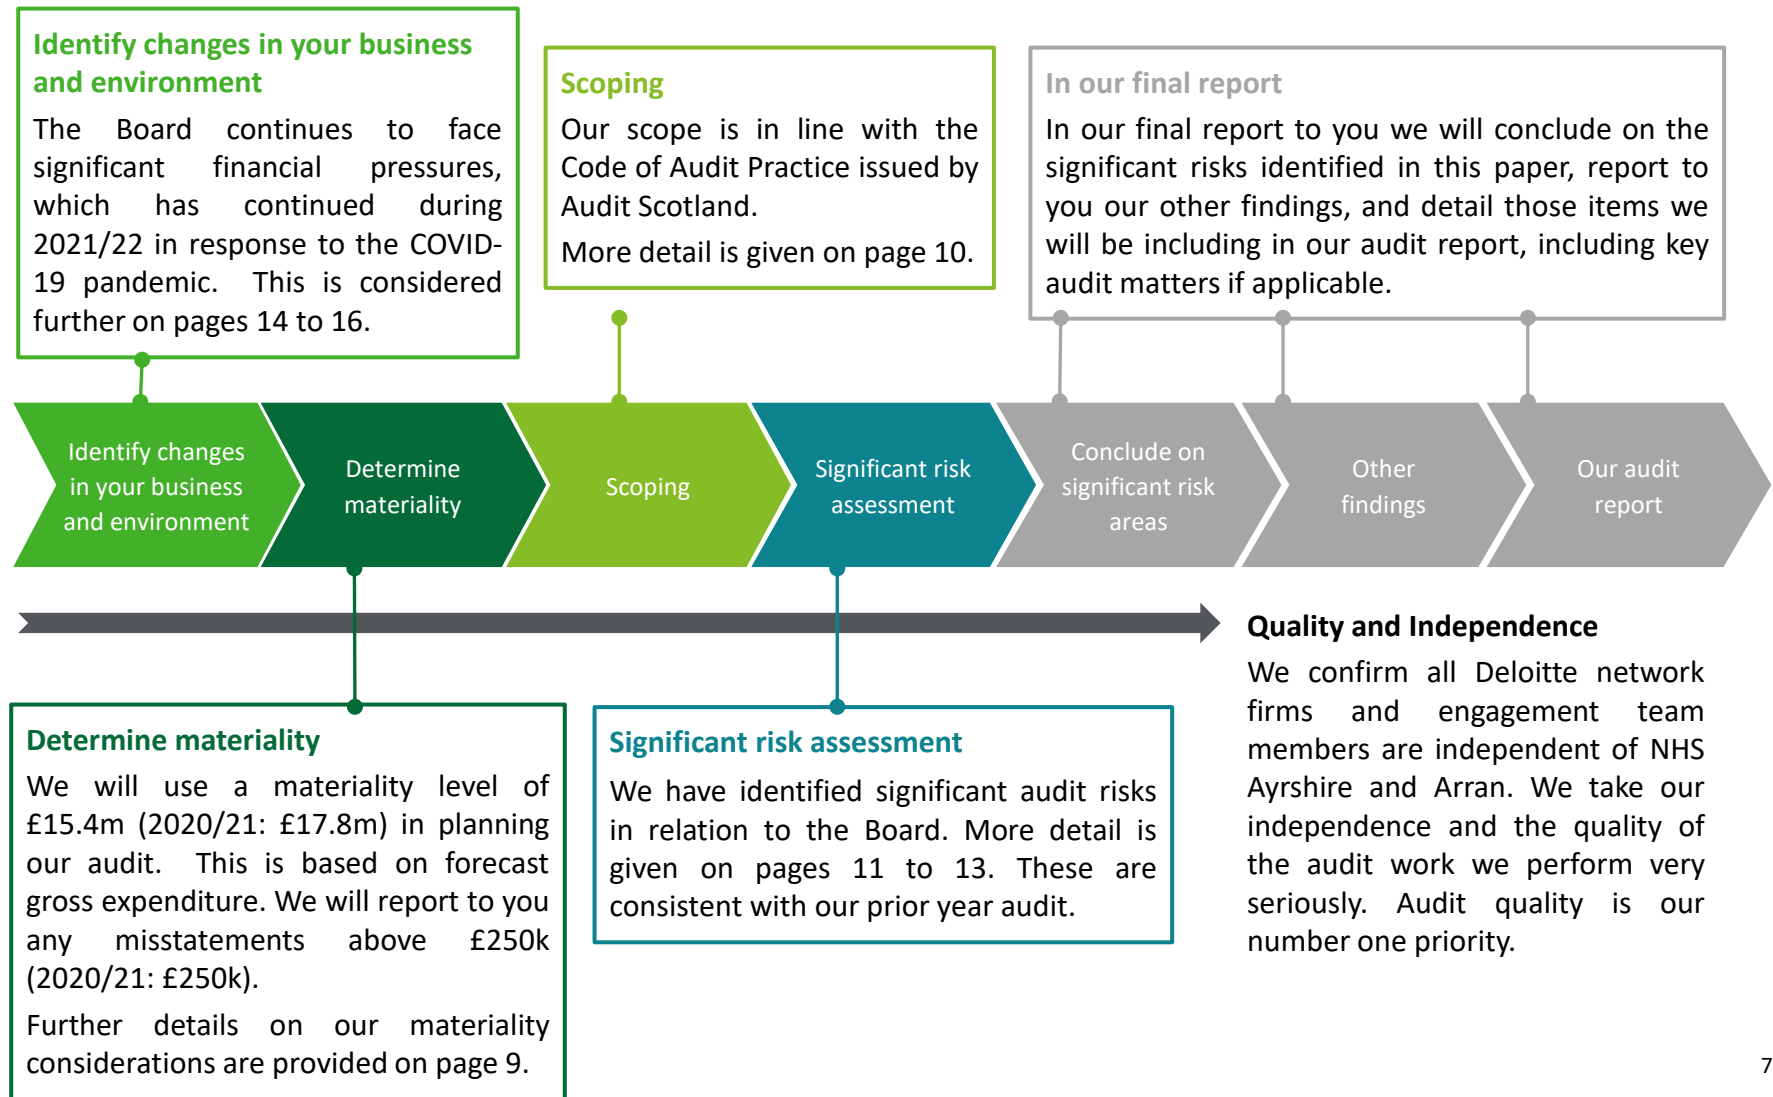 Identify changes in your business
and environment
The Board continues to face
significant financial pressures,
which has continued during
2021/22 in response to the COVID-
19 pandemic. This is considered
further on pages 14 to 16.
Scoping
Our scope is in line with the
Code of Audit Practice issued by
Audit Scotland.
More detail is given on page 10.
In our final report
In our final report to you we will conclude on the
significant risks identified in this paper, report to
you our other findings, and detail those items we
will be including in our audit report, including key
audit matters if applicable.
Identify changes
in your business
and environment
Determine
materiality
Scoping
Significant risk
assessment
Conclude on
significant risk
areas
Other
findings
Our audit
report
Determine materiality
We will use a materiality level of
£15.4m (2020/21: £17.8m) in planning
our audit. This is based on forecast
gross expenditure. We will report to you
any misstatements above £250k
(2020/21: £250k).
Further details on our materiality
considerations are provided on page 9.
Significant risk assessment
We have identified significant audit risks
in relation to the Board. More detail is
given on pages 11 to 13. These are
consistent with our prior year audit.
Quality and Independence
We confirm all Deloitte network
firms and engagement team
members are independent of NHS
Ayrshire and Arran. We take our
independence and the quality of
the audit work we perform very
seriously. Audit quality is our
number one priority.
7